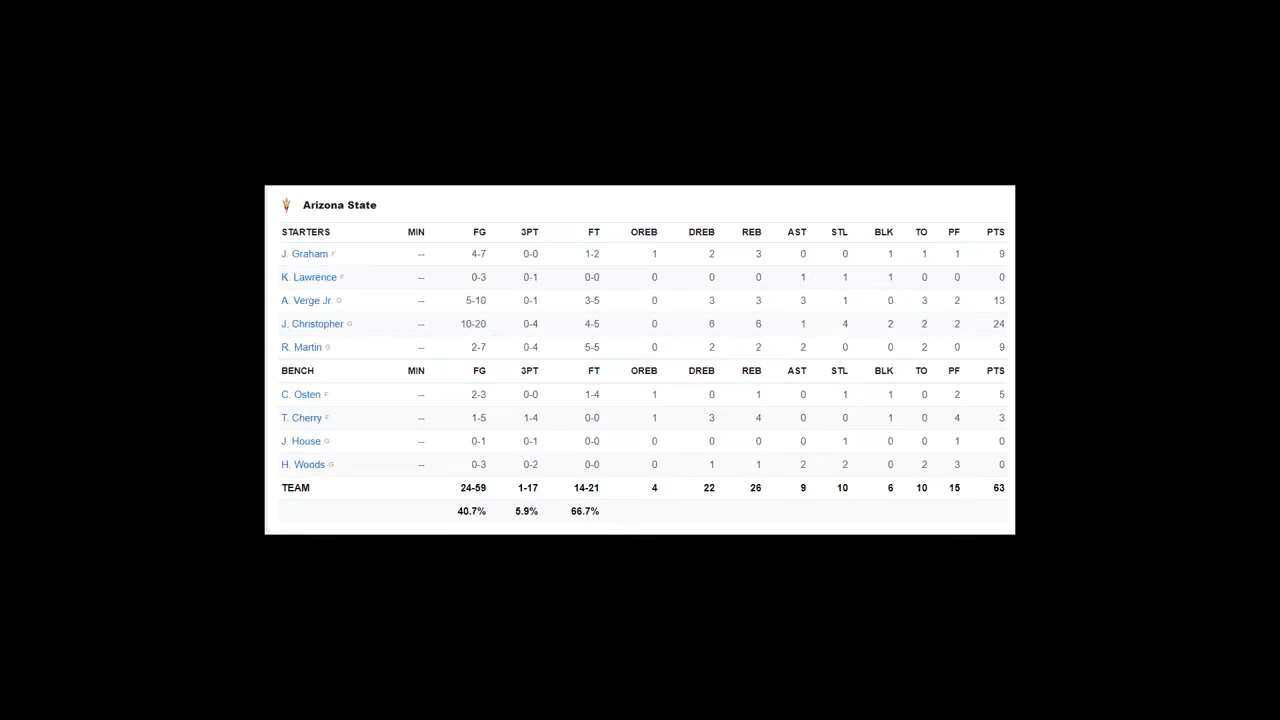 Arizona State
STARTERS MIN FG 3PT FT OREB DREB REB AST STL BLK TO PF PTS
J. Graham F -- 4-7 0-0 1-2 1 2 3 0 0 1 1 1 9
K. Lawrence F -- 0-3 0-1 0-0 0 0 0 1 1 1 0 0 0
A. Verge Jr. G -- 5-10 0-1 3-5 0 3 3 3 1 0 3 2 13
J. Christopher G -- 10-20 0-4 4-5 0 6 6 1 4 2 2 2 24
R. Martin G -- 2-7 0-4 5-5 0 2 2 2 0 0 2 0 9
BENCH MIN FG 3PT FT OREB DREB REB AST STL BLK TO PF PTS
C. Osten F -- 2-3 0-0 1-4 1 0 1 0 1 1 0 2 5
T. Cherry F -- 1-5 1-4 0-0 1 3 4 0 0 1 0 4 3
J. House G -- 0-1 0-1 0-0 0 0 0 0 1 0 0 1 0
H. Woods G -- 0-3 0-2 0-0 0 1 1 2 2 0 2 3 0
TEAM 24-59 1-17 14-21 4 22 26 9 10 6 10 15 63
40.7% 5.9% 66.7%